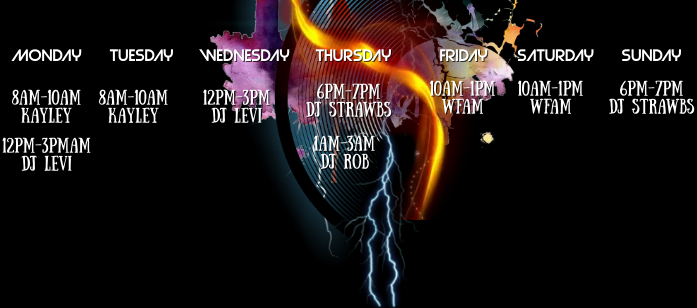 MONDAY
8AM-10AM
KAYLEY
12PM-3PMAM
DJ LEVI
TUESDAY
8AM-10AM
KAYLEY
WEDNESDAY
12PM-3PM
DJ LEVI
THURSDAY
6PM-7PM
DJ STRAWBS
1AM-3AM
DJ ROB
FRIDAY
10AM-1PM
WFAM
SATURDAY
10AM-1PM
WFAM
SUNDAY
6PM-7PM
DJ STRAWBS